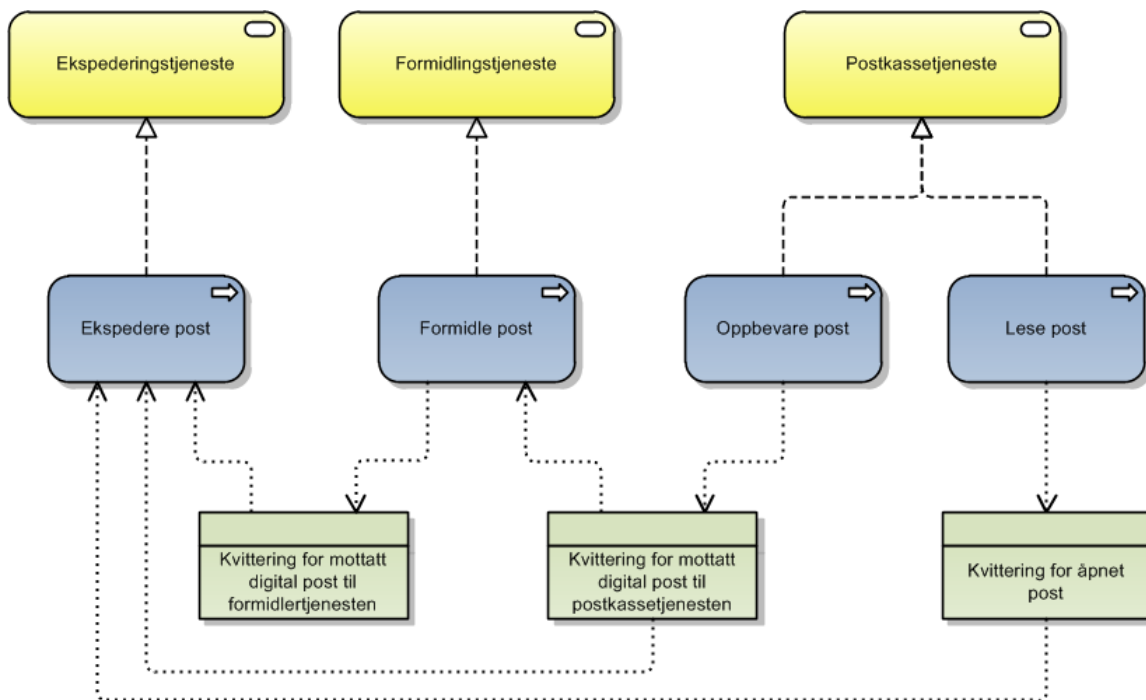 Ekspederingstjeneste
Formidlingstjeneste
Postkassetjeneste
Ekspedere post
Formidle post
Oppbevare post
Lese post
Kvittering for mottatt
digital post til
formidlertjenesten
Kvittering for mottatt
digital post til
postkassetjenesten
Kvittering for åpnet
post